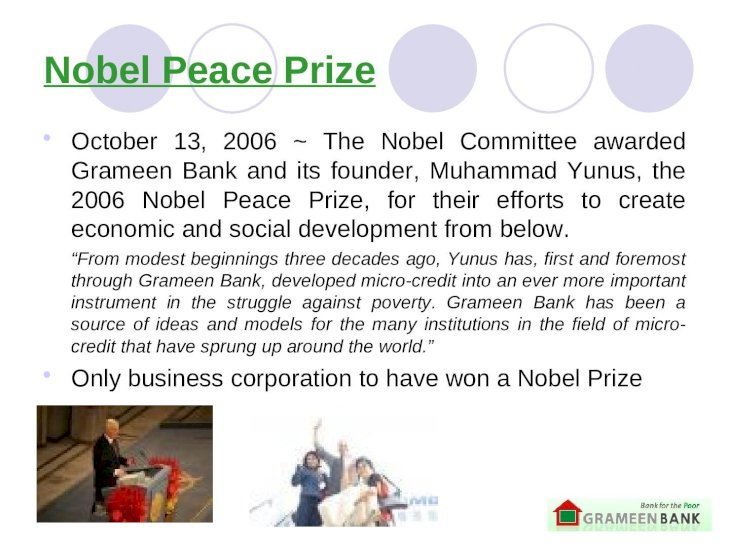 Nobel Peace Prize
October 13, 2006 ~ The Nobel Committee awarded
Grameen Bank and its founder, Muhammad Yunus, the
2006 Nobel Peace Prize, for their efforts to create
economic and social development from below.
“From modest beginnings three decades ago, Yunus has, first and foremost
through Grameen Bank, developed micro-credit into an ever more important
instrument in the struggle against poverty. Grameen Bank has been a
source of ideas and models for the many institutions in the field of micro-
credit that have sprung up around the world.”
Only business corporation to have won a Nobel Prize
Bank for the Poor
GRAMEEN BANK